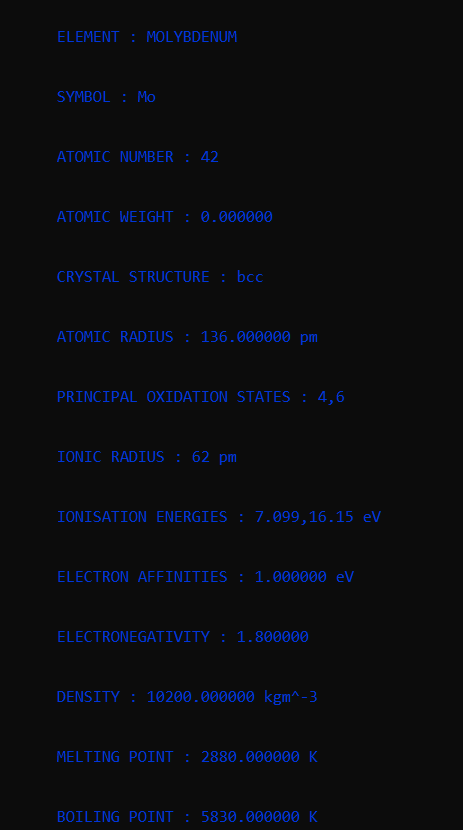 ELEMENT : MOLYBDENUM
SYMBOL : Mo
ATOMIC NUMBER : 42
ATOMIC WEIGHT : 0.000000
CRYSTAL STRUCTURE : bcc
ATOMIC RADIUS : 136.000000 pm
PRINCIPAL OXIDATION STATES : 4,6
IONIC RADIUS : 62 pm
IONISATION ENERGIES : 7.099,16.15 eV
ELECTRON AFFINITIES : 1.000000 eV
ELECTRONEGATIVITY : 1.800000
DENSITY : 10200.000000 kgm^-3
MELTING POINT : 2880.000000 K
BOILING POINT : 5830.000000 K